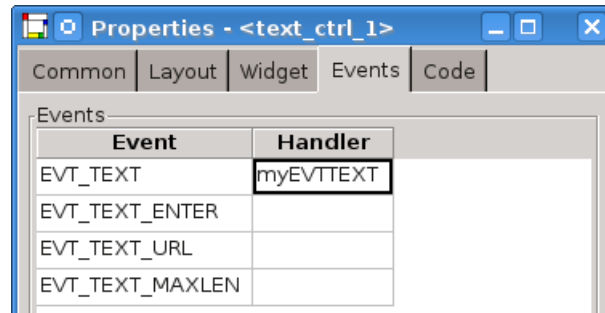 Properties - <text_ctrl_1>
Common Layout Widget Events Code
Events
Event Handler
EVT_TEXT myEVTTEXT
EVT_TEXT_ENTER
EVT_TEXT_URL
EVT_TEXT_MAXLEN